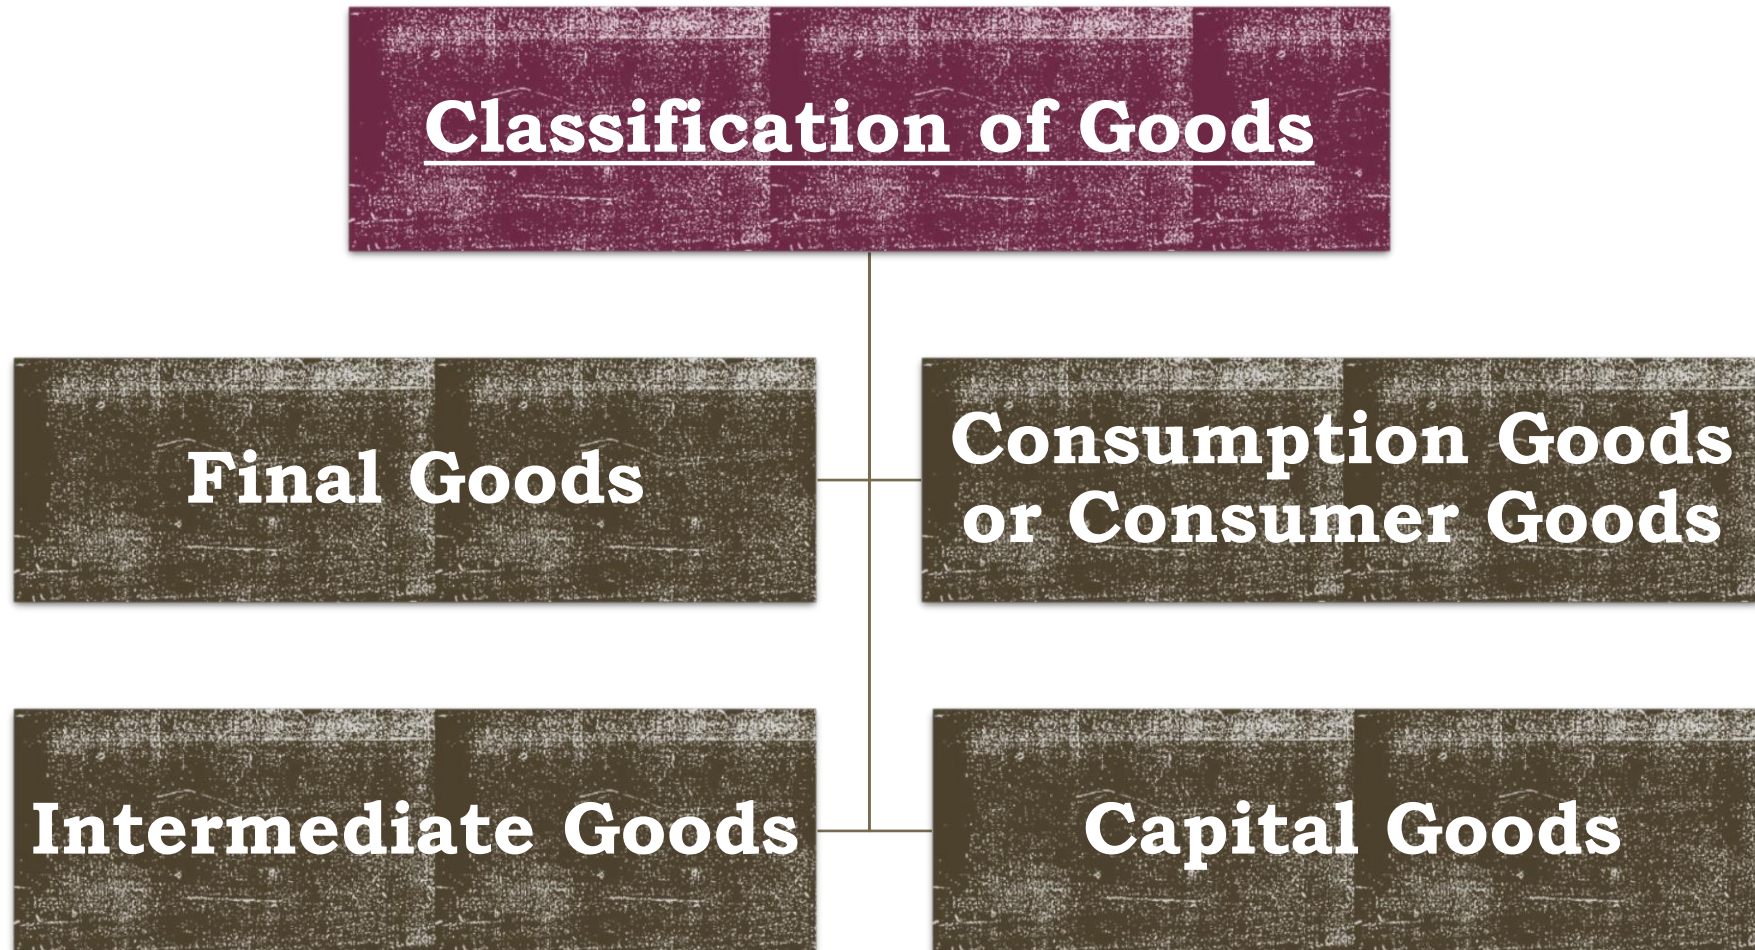 Classification of Goods
Final Goods
Consumption Goods
or Consumer Goods
Intermediate Goods
Capital Goods